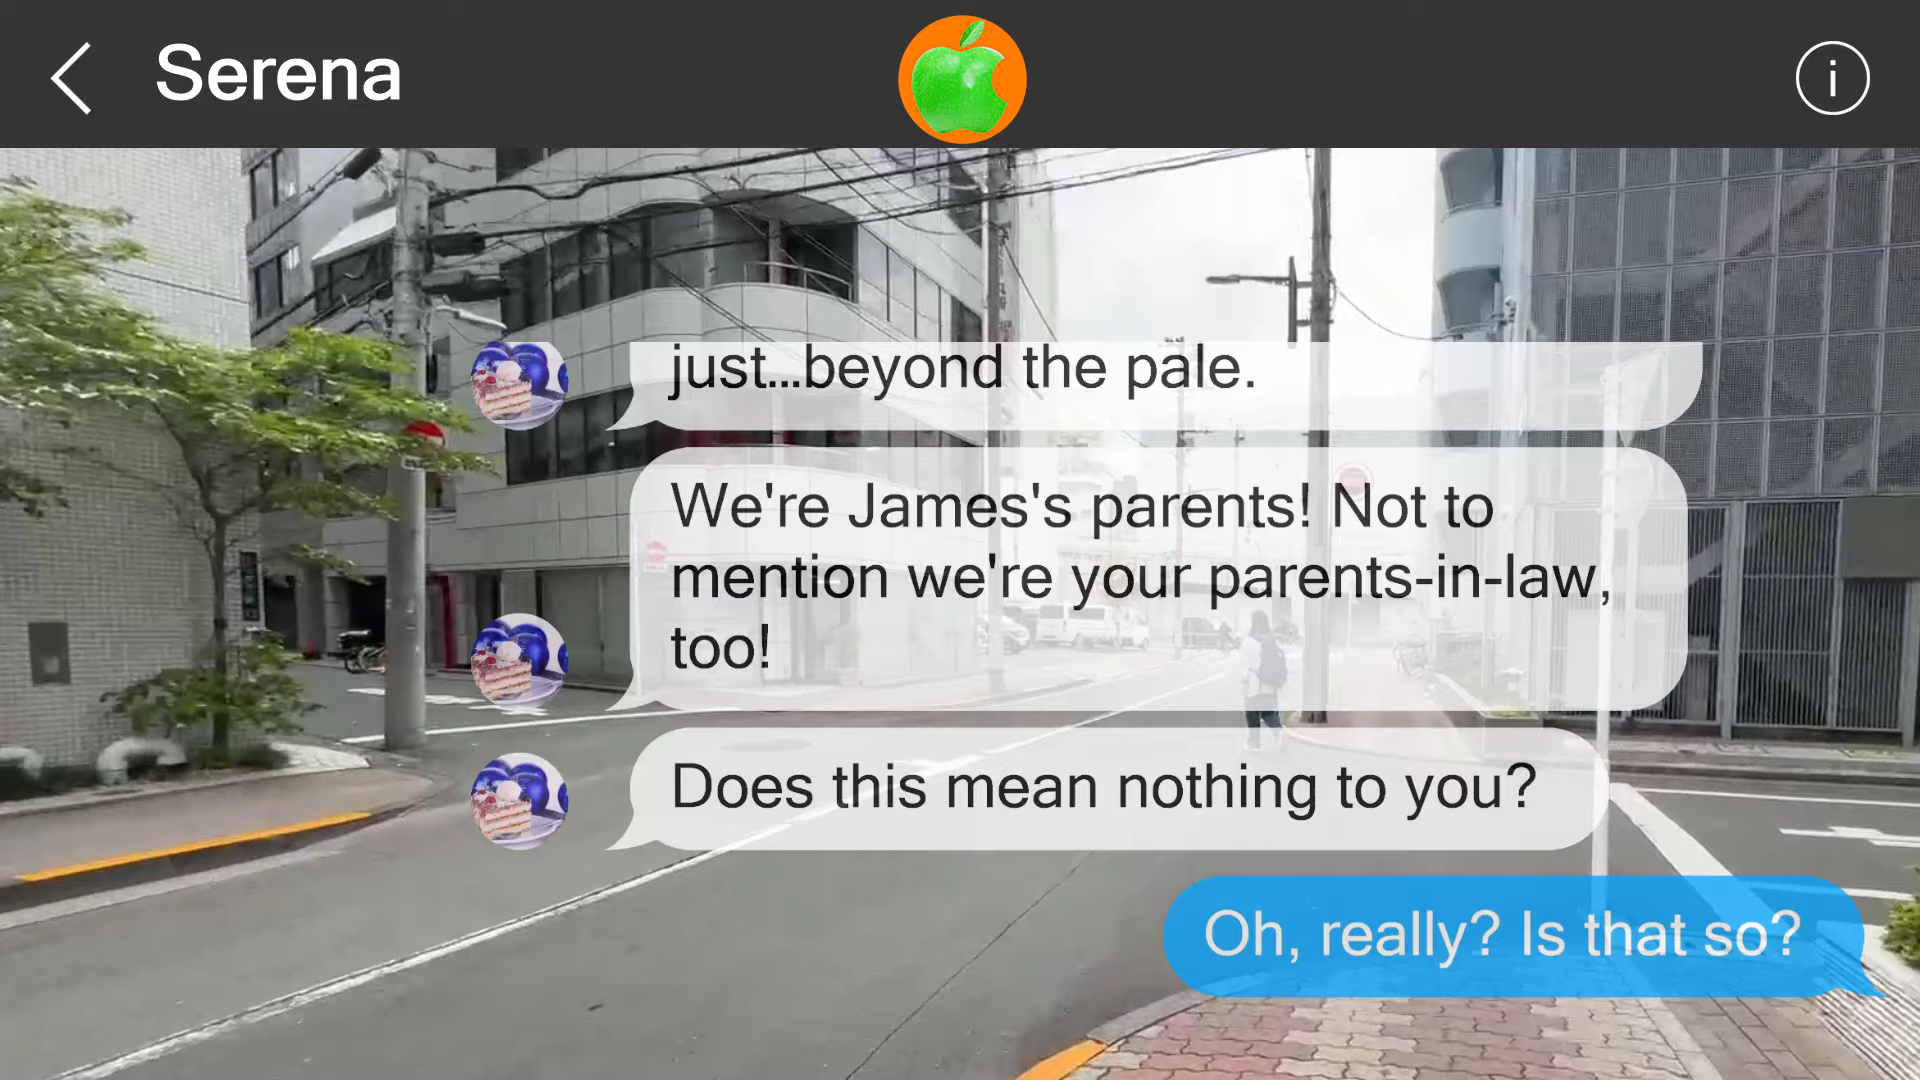 Serena
just...beyond the pale.
We're James's parents! Not to
mention we're your parents-in-law,
too!
Does this mean nothing to you?
Oh, really? Is that so?